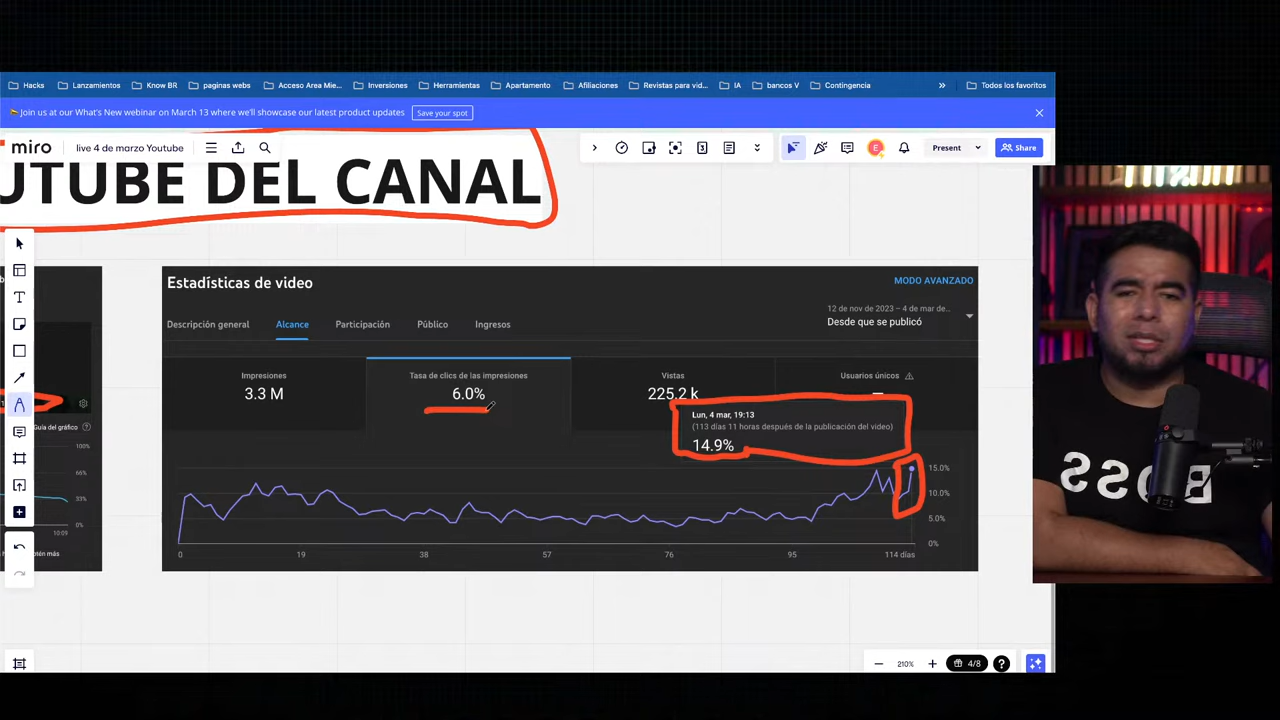 Hacks
Lanzamientos
Know BR
paginas webs
Acceso Area Mie...
Inversiones
Herramientas
Apartamento
Afiliaciones
Revistas para vid...
IA
bancos V
Contingencia
»
Todos los favoritos
Join us at our What's New webinar on March 13 where we'll showcase our latest product updates
Save your spot
miro
live 4 de marzo Youtube
Present
Share
UTUBE DEL CANAL
Estadísticas de video
MODO AVANZADO
12 de nov de 2023 – 4 de mar de...
Desde que se publicó
Descripción general
Alcance
Participación
Público
Ingresos
Impresiones
3.3 M
Tasa de clics de las impresiones
6.0%
Vistas
225.2 k
Usuarios únicos
—
Lun, 4 mar, 19:13
(113 días 11 horas después de la publicación del video)
14.9%
15.0%
10.0%
5.0%
0%
0
19
38
57
76
95
114 días
Guía del gráfico
100%
66%
33%
0%
10:09
én más
210%
4/8
BOSS